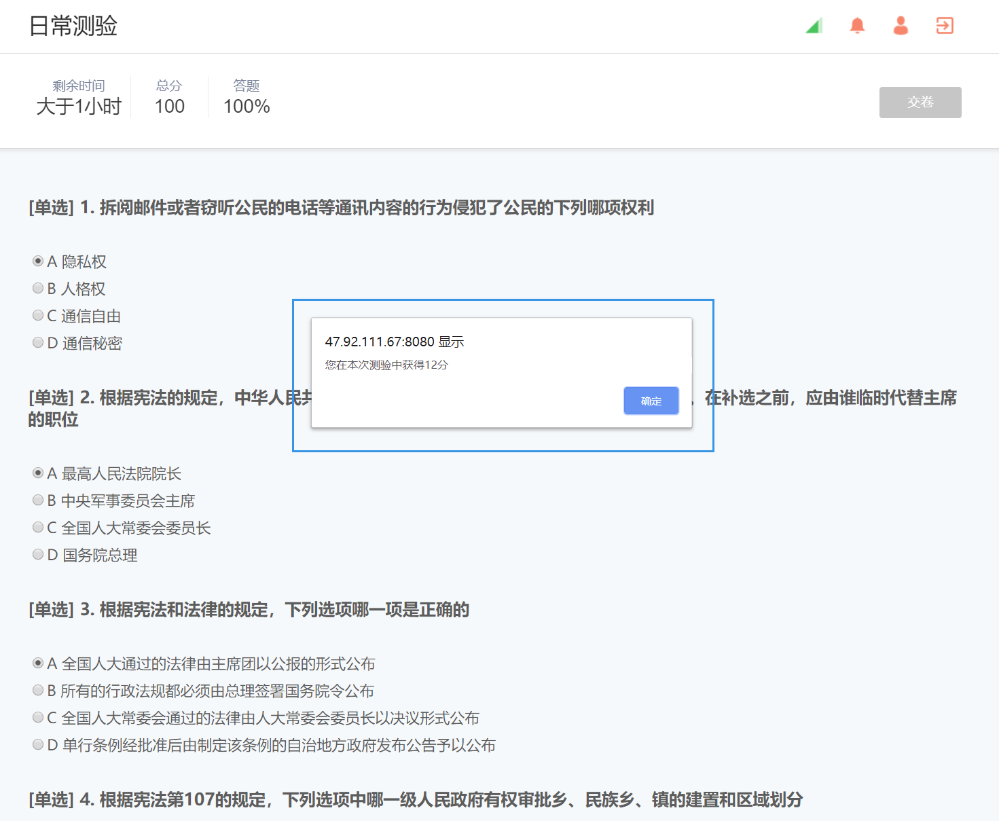 日常测验
剩余时间 总分 答题
大于1小时 100 100%
交卷
[单选] 1. 拆阅邮件或者窃听公民的电话等通讯内容的行为侵犯了公民的下列哪项权利
A 隐私权
B 人格权
C 通信自由
D 通信秘密
47.92.111.67:8080 显示
您在本次测验中获得12分
确定
[单选] 2. 根据宪法的规定，中华人民 。在补选之前，应由谁临时代替主席
的职位
A 最高人民法院院长
B 中央军事委员会主席
C 全国人大常委会委员长
D 国务院总理
[单选] 3. 根据宪法和法律的规定，下列选项哪一项是正确的
A 全国人大通过的法律由主席团以公报的形式公布
B 所有的行政法规都必须由总理签署国务院令公布
C 全国人大常委会通过的法律由人大常委会委员长以决议形式公布
D 单行条例经批准后由制定该条例的自治地方政府发布公告予以公布
[单选] 4. 根据宪法第107的规定，下列选项中哪一级人民政府有权审批乡、民族乡、镇的建置和区域划分